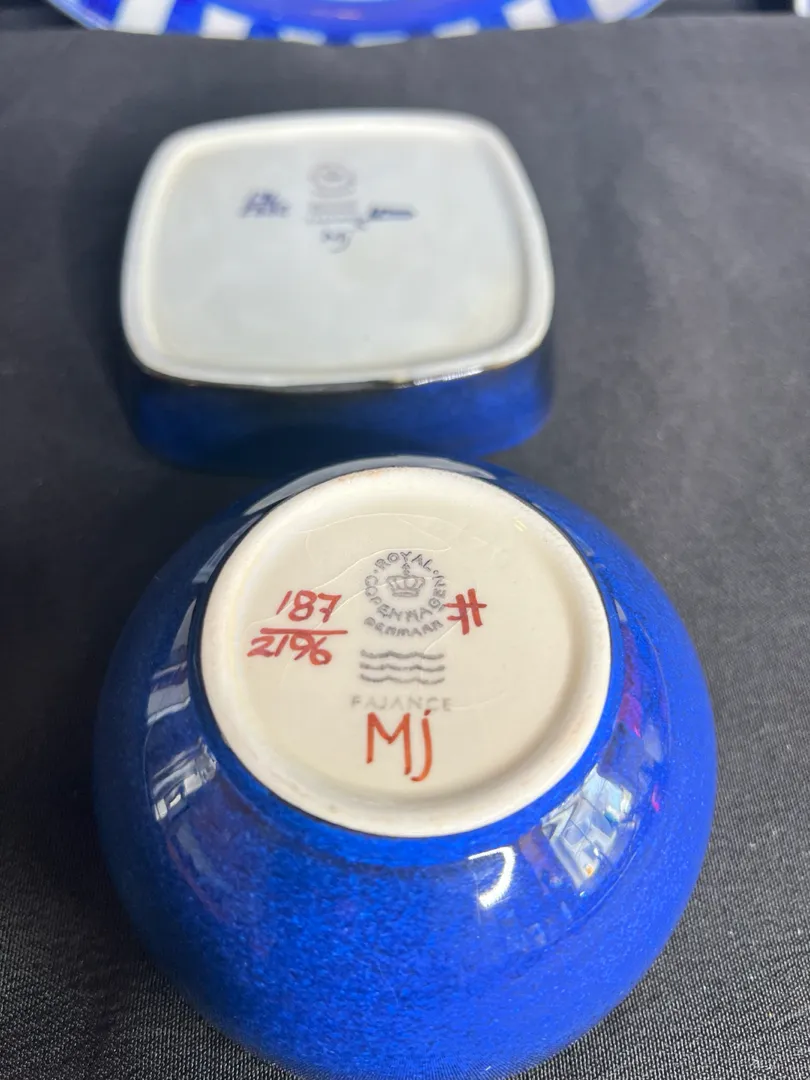 ROYAL COPENHAGEN
DENMARK
187
2196
FAJANCE
Mj